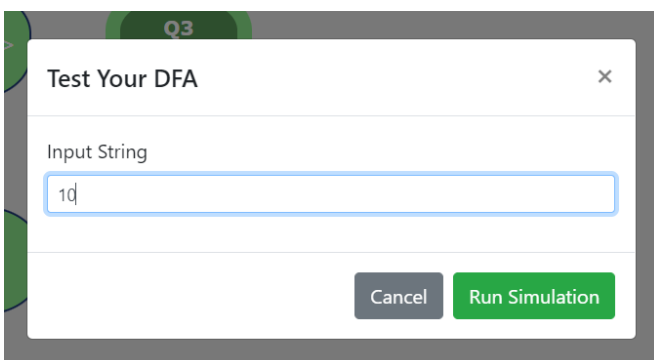 Q3
Test Your DFA ×
Input String
10
Cancel Run Simulation